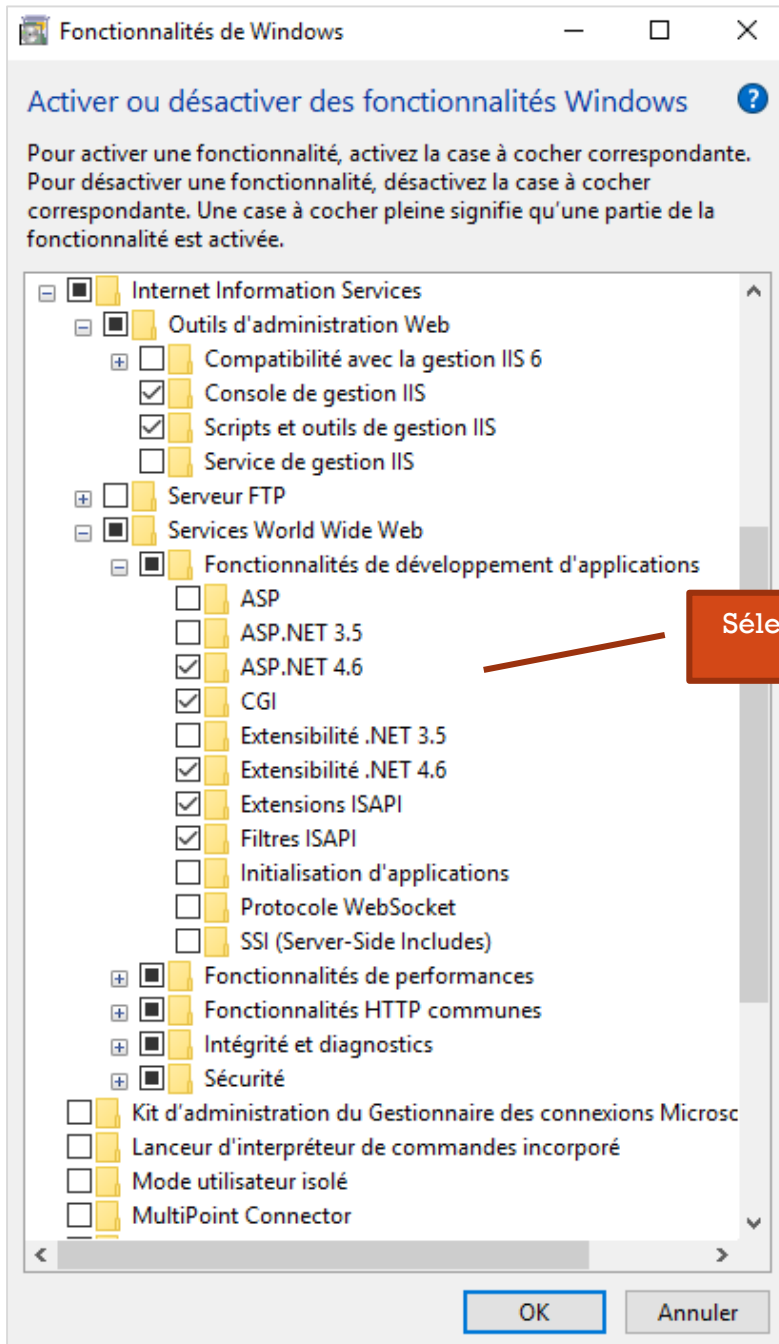 Fonctionnalités de Windows
Activer ou désactiver des fonctionnalités Windows
Pour activer une fonctionnalité, activez la case à cocher correspondante.
Pour désactiver une fonctionnalité, désactivez la case à cocher
correspondante. Une case à cocher pleine signifie qu'une partie de la
fonctionnalité est activée.
Internet Information Services
Outils d'administration Web
Compatibilité avec la gestion IIS 6
Console de gestion IIS
Scripts et outils de gestion IIS
Service de gestion IIS
Serveur FTP
Services World Wide Web
Fonctionnalités de développement d'applications
ASP
ASP.NET 3.5
Séle
ASP.NET 4.6
CGI
Extensibilité .NET 3.5
Extensibilité .NET 4.6
Extensions ISAPI
Filtres ISAPI
Initialisation d'applications
Protocole WebSocket
SSI (Server-Side Includes)
Fonctionnalités de performances
Fonctionnalités HTTP communes
Intégrité et diagnostics
Sécurité
Kit d'administration du Gestionnaire des connexions Microsc
Lanceur d'interpréteur de commandes incorporé
Mode utilisateur isolé
MultiPoint Connector
OK
Annuler